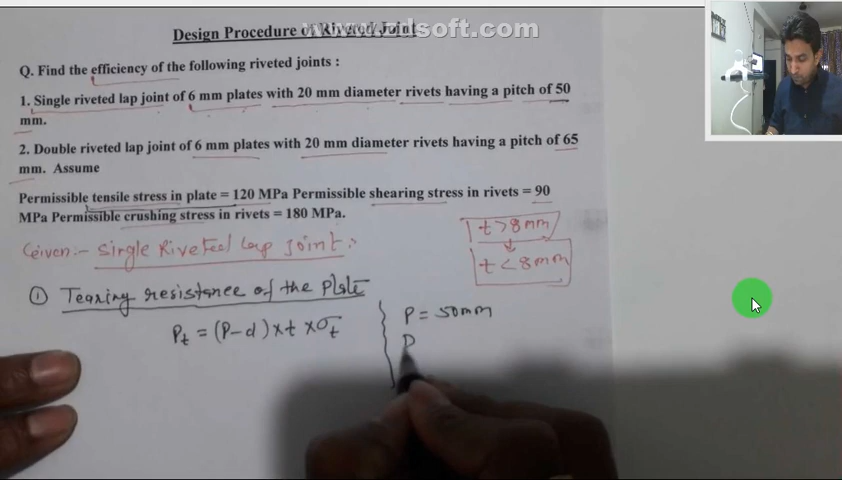 Design Procedure of Riveted Joint
Q. Find the efficiency of the following riveted joints :
1. Single riveted lap joint of 6 mm plates with 20 mm diameter rivets having a pitch of 50
mm.
2. Double riveted lap joint of 6 mm plates with 20 mm diameter rivets having a pitch of 65
mm. Assume
Permissible tensile stress in plate = 120 MPa Permissible shearing stress in rivets = 90
MPa Permissible crushing stress in rivets = 180 MPa.
t > 8mm
Given:- Single Riveted Lap Joint:-
t < 8mm
① Tearing resistance of the Plate
P = 50mm
Pt = (P-d) × t × σt